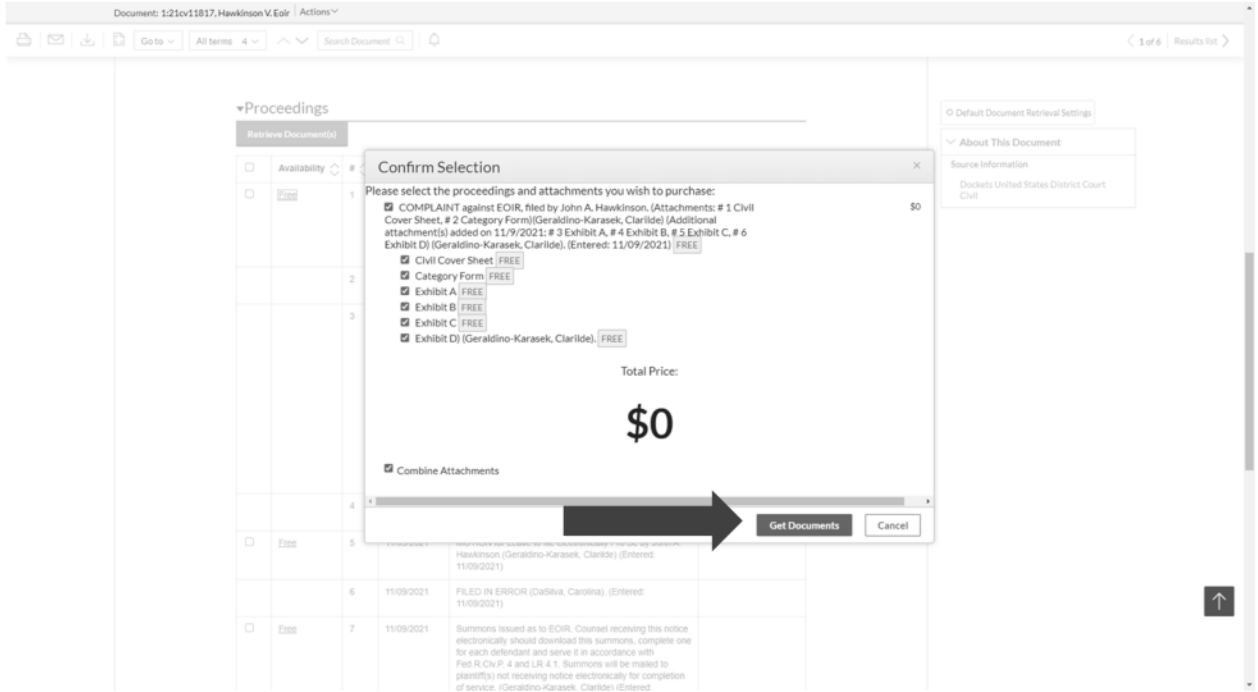 Document: 1:21cv11817, Hawkinson V. Eoir Actions
Go to All terms 4 Search Document 1 of 6 Results list
Proceedings
Retrieve Document(s)
Default Document Retrieval Settings
About This Document
Source Information
Dockets United States District Court
Civil
Availability #
Free 1
2
3
4
Confirm Selection ×
Please select the proceedings and attachments you wish to purchase:
COMPLAINT against EOIR, filed by John A. Hawkinson. (Attachments: # 1 Civil $0
Cover Sheet, # 2 Category Form)(Geraldino-Karasek, Clarilde) (Additional
attachment(s) added on 11/9/2021: # 3 Exhibit A, # 4 Exhibit B, # 5 Exhibit C, # 6
Exhibit D) (Geraldino-Karasek, Clarilde). (Entered: 11/09/2021) FREE
Civil Cover Sheet FREE
Category Form FREE
Exhibit A FREE
Exhibit B FREE
Exhibit C FREE
Exhibit D) (Geraldino-Karasek, Clarilde). FREE
Total Price:
$0
Combine Attachments
Get Documents Cancel
Free 5
Hawkinson.(Geraldino-Karasek, Clarilde) (Entered:
11/09/2021)
6 11/09/2021 FILED IN ERROR (DaSilva, Carolina). (Entered:
11/09/2021)
Free 7 11/09/2021 Summons Issued as to EOIR. Counsel receiving this notice
electronically should download this summons, complete one
for each defendant and serve it in accordance with
Fed.R.Civ.P. 4 and LR 4.1. Summons will be mailed to
plaintiff(s) not receiving notice electronically for completion
of service. (Geraldino-Karasek, Clarilde) (Entered: